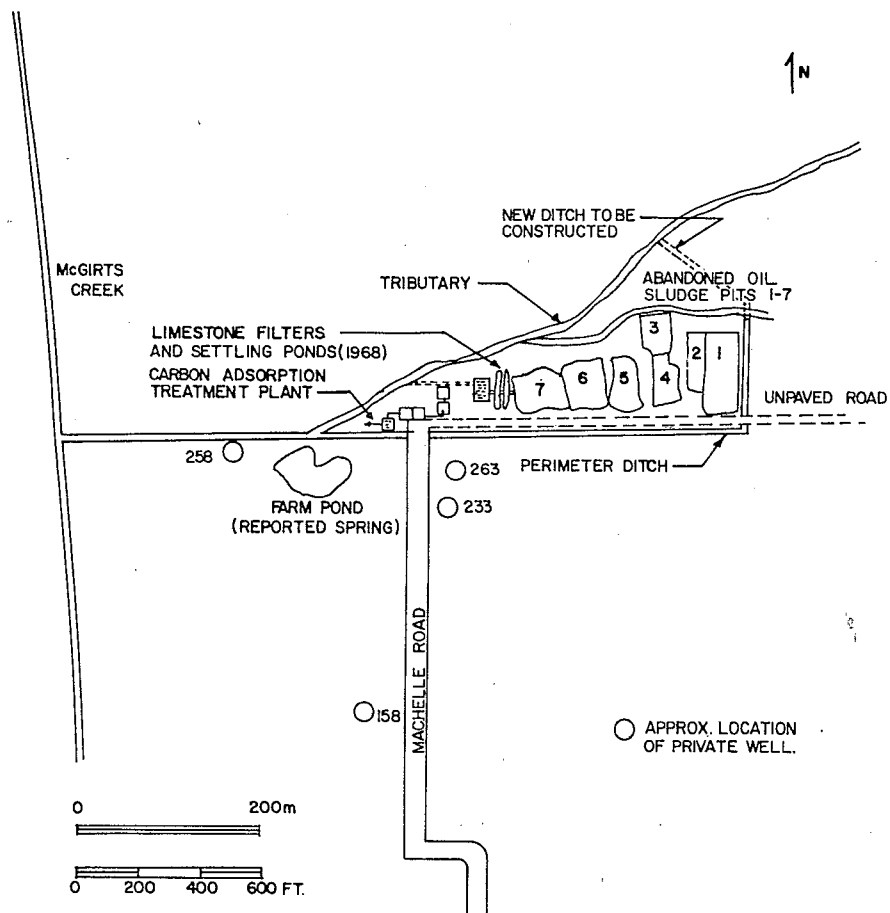 N
NEW DITCH TO BE
CONSTRUCTED
McGIRTS
CREEK
TRIBUTARY
ABANDONED OIL
SLUDGE PITS 1-7
LIMESTONE FILTERS
AND SETTLING PONDS (1968)
CARBON ADSORPTION
TREATMENT PLANT
3
2
1
7
6
5
4
UNPAVED ROAD
258
263
PERIMETER DITCH
FARM POND
(REPORTED SPRING)
233
MACHELLE ROAD
158
APPROX. LOCATION
OF PRIVATE WELL.
0 200m
0 200 400 600 FT.